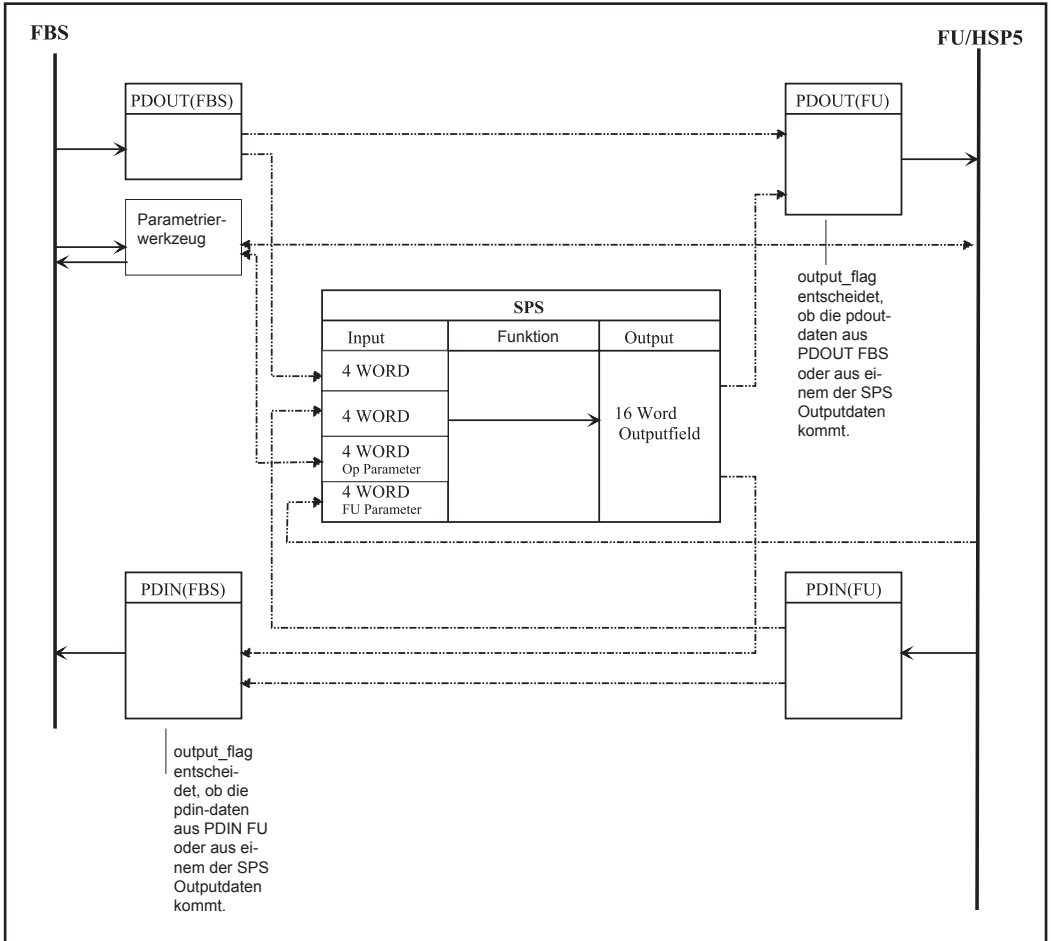 FBS
FU/HSP5
PDOUT(FBS)
PDOUT(FU)
Parametrier-
werkzeug
output_flag
entscheidet,
ob die pdout-
daten aus
PDOUT FBS
oder aus ei-
nem der SPS
Outputdaten
kommt.
SPS
Input
Funktion
Output
4 WORD
4 WORD
4 WORD
Op Parameter
4 WORD
FU Parameter
16 Word
Outputfield
PDIN(FBS)
PDIN(FU)
output_flag
entschei-
det, ob die
pdin-daten
aus PDIN FU
oder aus ei-
nem der SPS
Outputdaten
kommt.